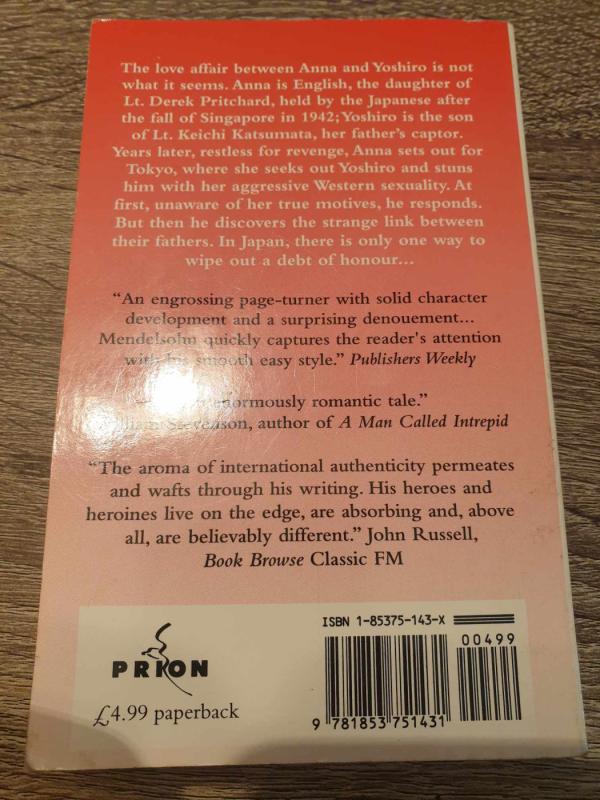 The love affair between Anna and Yoshiro is not
what it seems. Anna is English, the daughter of
Lt. Derek Pritchard, held by the Japanese after
the fall of Singapore in 1942; Yoshiro is the son
of Lt. Keichi Katsumata, her father's captor.
Years later, restless for revenge, Anna sets out for
Tokyo, where she seeks out Yoshiro and stuns
him with her aggressive Western sexuality. At
first, unaware of her true motives, he responds.
But then he discovers the strange link between
their fathers. In Japan, there is only one way to
wipe out a debt of honour...
"An engrossing page-turner with solid character
development and a surprising denouement...
Mendelsohn quickly captures the reader's attention
with his smooth easy style." Publishers Weekly
enormously romantic tale."
Stevenson, author of A Man Called Intrepid
"The aroma of international authenticity permeates
and wafts through his writing. His heroes and
heroines live on the edge, are absorbing and, above
all, are believably different." John Russell,
Book Browse Classic FM
ISBN 1-85375-143-X
00499
PRION
£4.99 paperback
9 781853 751431